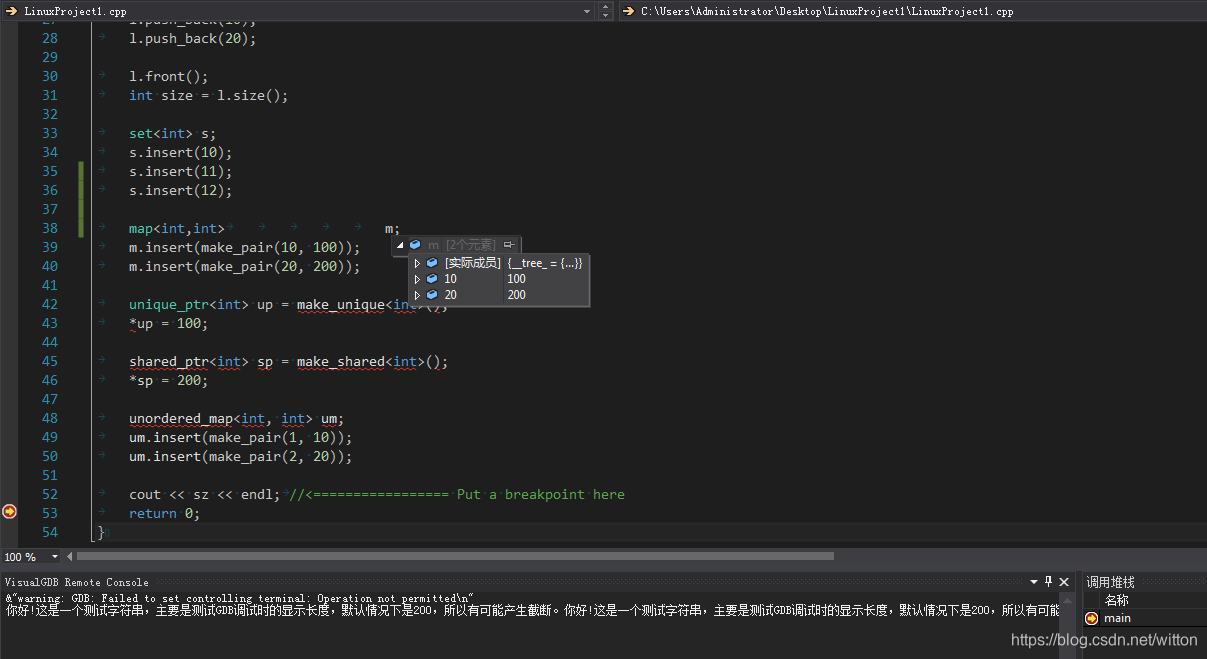 LinuxProject1.cpp
C:\Users\Administrator\Desktop\LinuxProject1\LinuxProject1.cpp
27 l.push_back(10);
28 l.push_back(20);
29
30 l.front();
31 int size = l.size();
32
33 set<int> s;
34 s.insert(10);
35 s.insert(11);
36 s.insert(12);
37
38 map<int,int> m;
39 m.insert(make_pair(10, 100));
m [2个元素]
40 m.insert(make_pair(20, 200));
[实际成员] {__tree_ = {...}}
10 100
20 200
41
42 unique_ptr<int> up = make_unique<int>();
43 *up = 100;
44
45 shared_ptr<int> sp = make_shared<int>();
46 *sp = 200;
47
48 unordered_map<int, int> um;
49 um.insert(make_pair(1, 10));
50 um.insert(make_pair(2, 20));
51
52 cout << sz << endl; //<================= Put a breakpoint here
53 return 0;
54 }
100 %
VisualGDB Remote Console
&"warning: GDB: Failed to set controlling terminal: Operation not permitted\n"
你好!这是一个测试字符串，主要是测试GDB调试时的显示长度，默认情况下是200，所以有可能产生截断。你好!这是一个测试字符串，主要是测试GDB调试时的显示长度，默认情况下是200，所以有可能
调用堆栈
名称
main
https://blog.csdn.net/witton